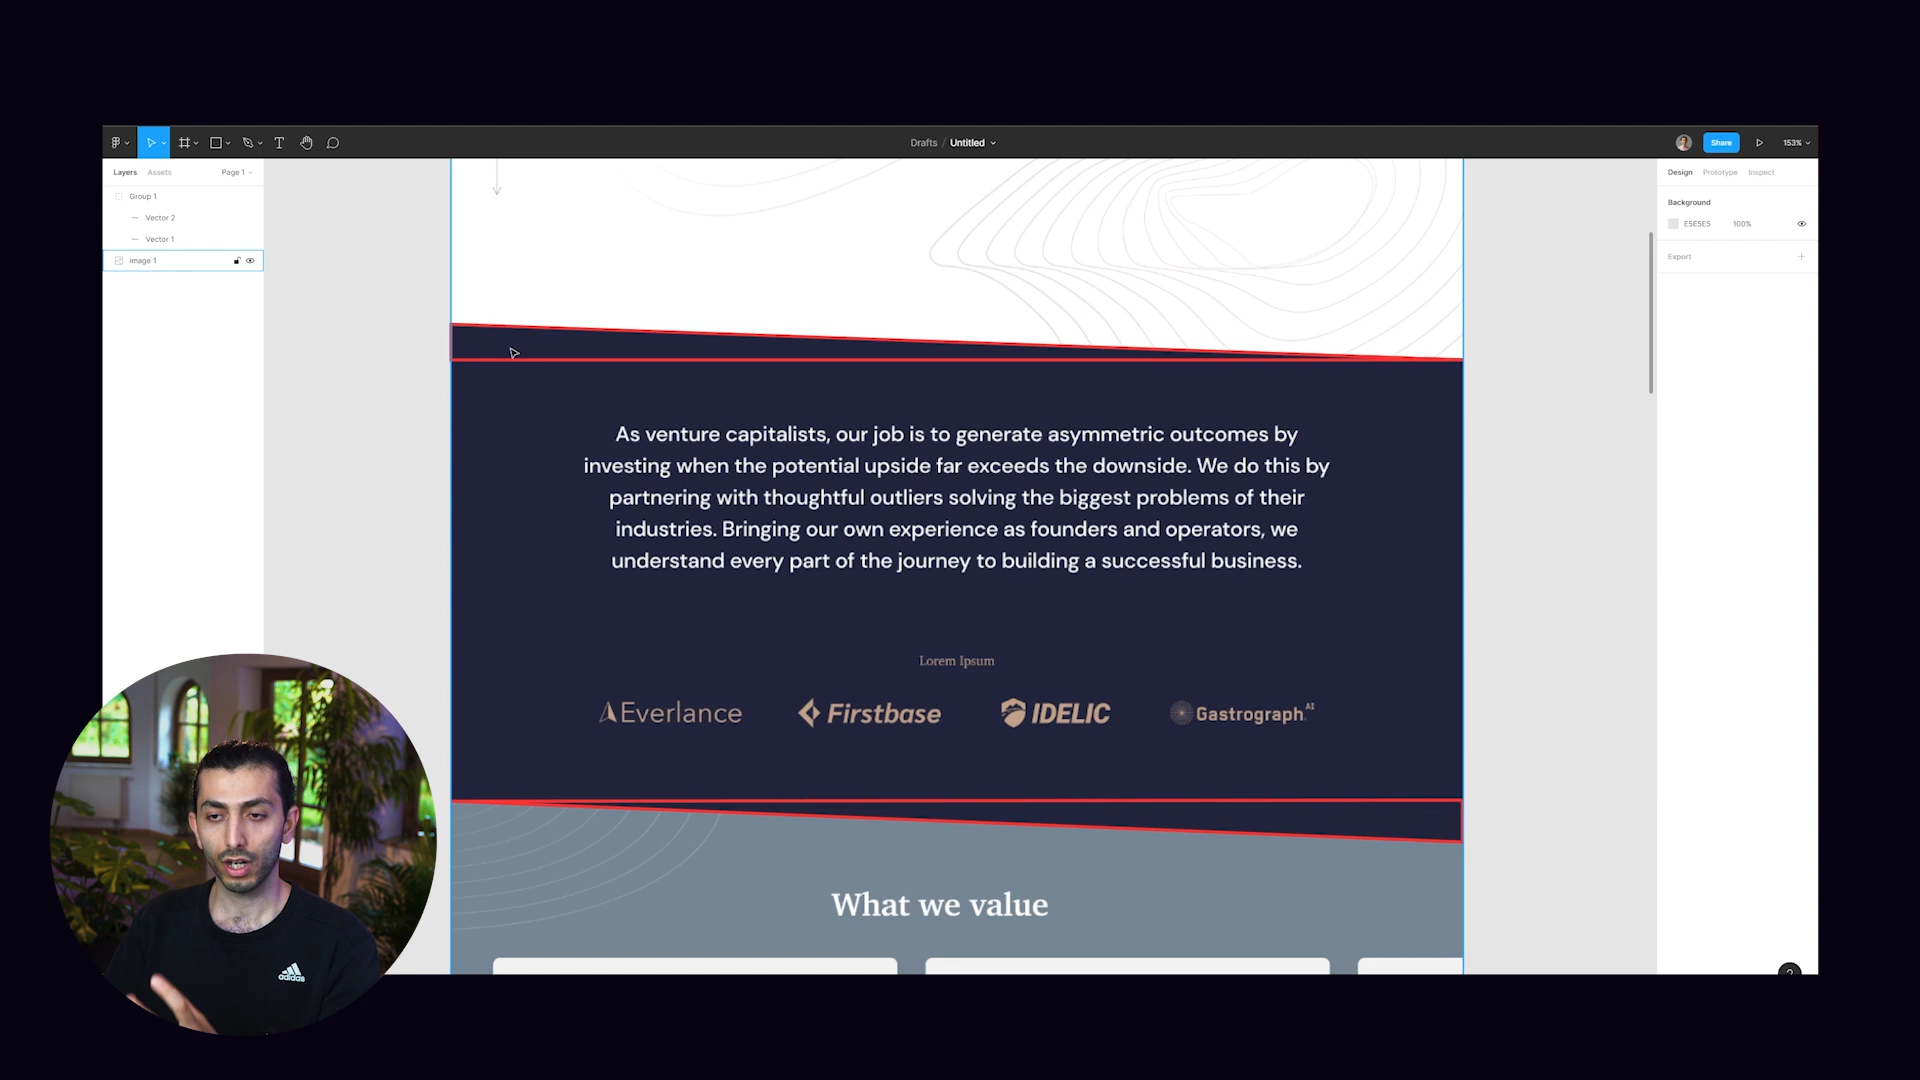 Drafts / Untitled
Share
153%
Layers Assets Page 1
Design Prototype Inspect
Group 1
Vector 2
Vector 1
image 1
Background
E5E5E5 100%
Export
As venture capitalists, our job is to generate asymmetric outcomes by
investing when the potential upside far exceeds the downside. We do this by
partnering with thoughtful outliers solving the biggest problems of their
industries. Bringing our own experience as founders and operators, we
understand every part of the journey to building a successful business.
Lorem Ipsum
Everlance Firstbase IDELIC Gastrograph AI
What we value
adidas
?